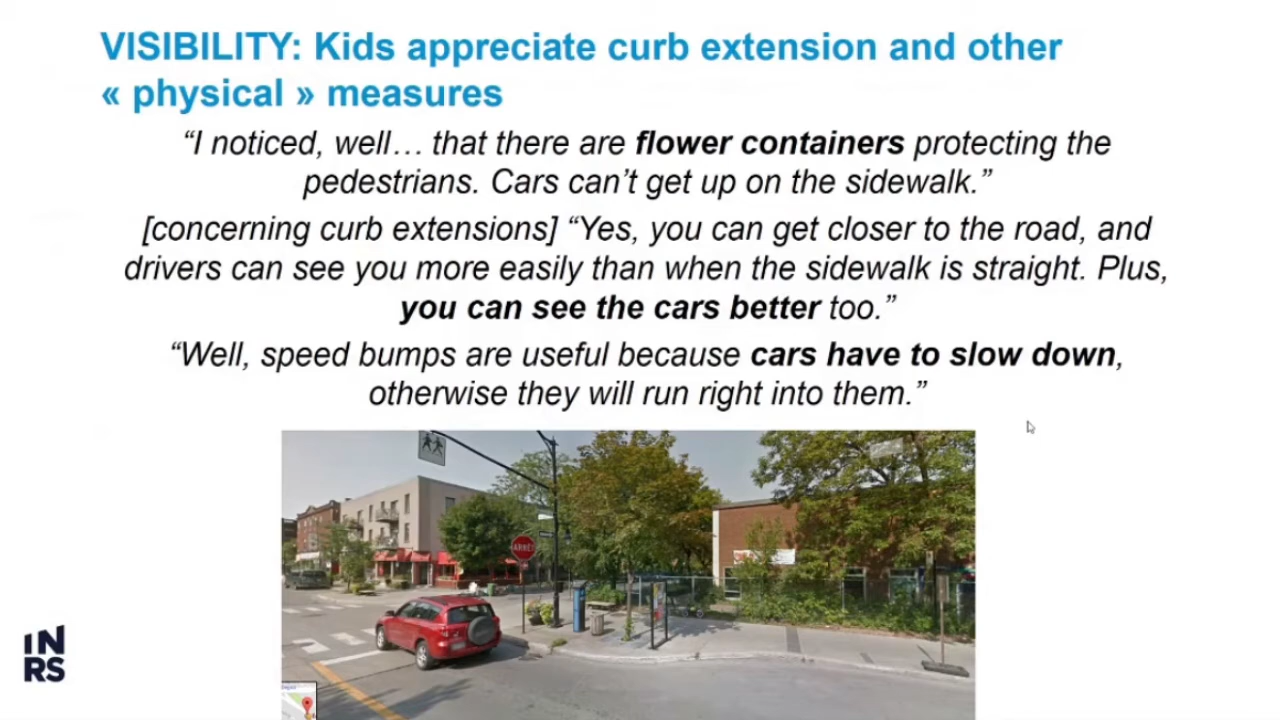 VISIBILITY: Kids appreciate curb extension and other
« physical » measures
“I noticed, well… that there are flower containers protecting the
pedestrians. Cars can’t get up on the sidewalk.”
[concerning curb extensions] “Yes, you can get closer to the road, and
drivers can see you more easily than when the sidewalk is straight. Plus,
you can see the cars better too.”
“Well, speed bumps are useful because cars have to slow down,
otherwise they will run right into them.”
ARRÊT
IN
RS